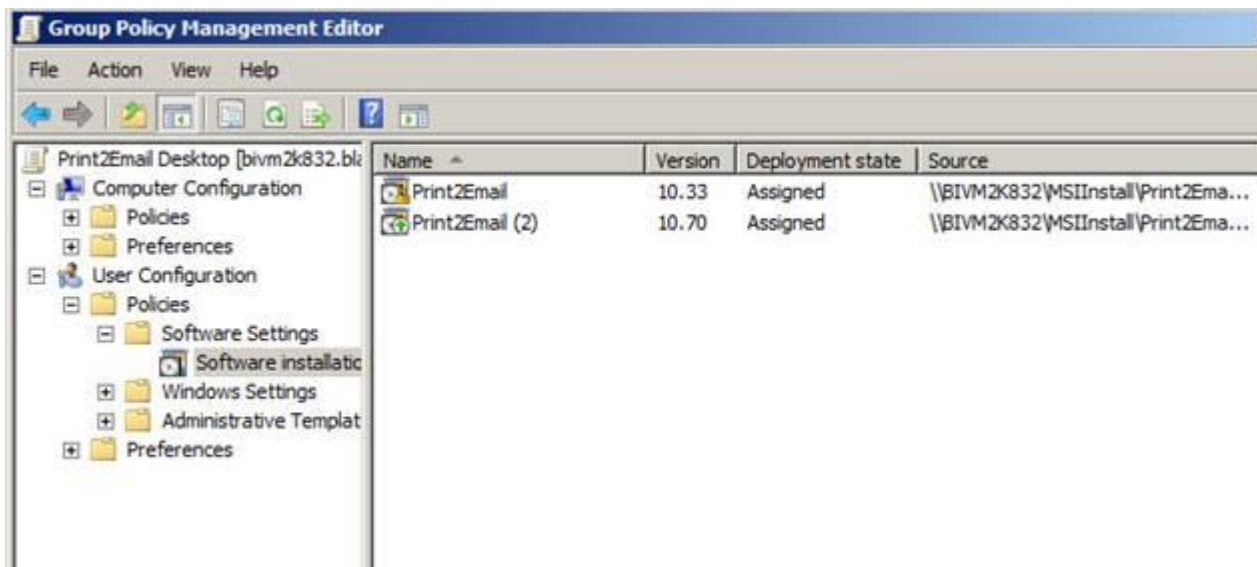 Group Policy Management Editor
File Action View Help
Print2Email Desktop [bivm2k832.bla
Computer Configuration
Policies
Preferences
User Configuration
Policies
Software Settings
Software installatic
Windows Settings
Administrative Templat
Preferences
Name Version Deployment state Source
Print2Email 10.33 Assigned \\BIVM2K832\MSIInstall\Print2Ema...
Print2Email (2) 10.70 Assigned \\BIVM2K832\MSIInstall\Print2Ema...